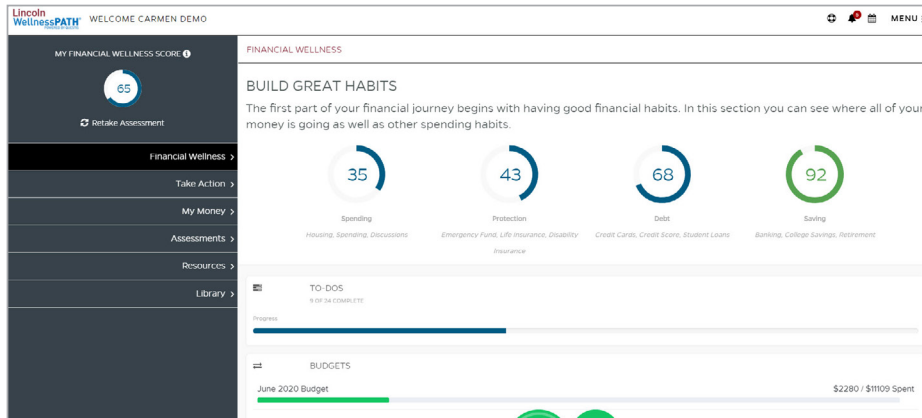 Lincoln
WellnessPATH®
WELCOME CARMEN DEMO
MENU
MY FINANCIAL WELLNESS SCORE
65
Retake Assessment
Financial Wellness >
Take Action >
My Money >
Assessments >
Resources >
Library >
FINANCIAL WELLNESS
BUILD GREAT HABITS
The first part of your financial journey begins with having good financial habits. In this section you can see where all of your
money is going as well as other spending habits.
35
Spending
Housing, Spending, Discussions
43
Protection
Emergency Fund, Life Insurance, Disability
Insurance
68
Debt
Credit Cards, Credit Score, Student Loans
92
Saving
Banking, College Savings, Retirement
TO-DOS
9 OF 24 COMPLETE
Progress
BUDGETS
June 2020 Budget
$2280 / $11109 Spent